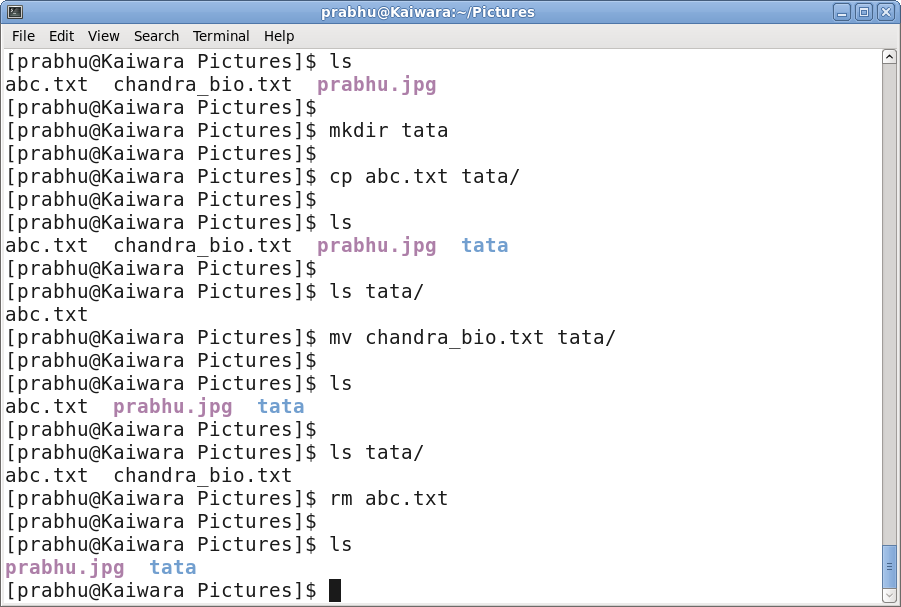 prabhu@Kaiwara:~/Pictures
File Edit View Search Terminal Help
[prabhu@Kaiwara Pictures]$ ls
abc.txt  chandra_bio.txt  prabhu.jpg
[prabhu@Kaiwara Pictures]$
[prabhu@Kaiwara Pictures]$ mkdir tata
[prabhu@Kaiwara Pictures]$
[prabhu@Kaiwara Pictures]$ cp abc.txt tata/
[prabhu@Kaiwara Pictures]$
[prabhu@Kaiwara Pictures]$ ls
abc.txt  chandra_bio.txt  prabhu.jpg  tata
[prabhu@Kaiwara Pictures]$
[prabhu@Kaiwara Pictures]$ ls tata/
abc.txt
[prabhu@Kaiwara Pictures]$ mv chandra_bio.txt tata/
[prabhu@Kaiwara Pictures]$
[prabhu@Kaiwara Pictures]$ ls
abc.txt  prabhu.jpg  tata
[prabhu@Kaiwara Pictures]$
[prabhu@Kaiwara Pictures]$ ls tata/
abc.txt  chandra_bio.txt
[prabhu@Kaiwara Pictures]$ rm abc.txt
[prabhu@Kaiwara Pictures]$
[prabhu@Kaiwara Pictures]$ ls
prabhu.jpg  tata
[prabhu@Kaiwara Pictures]$